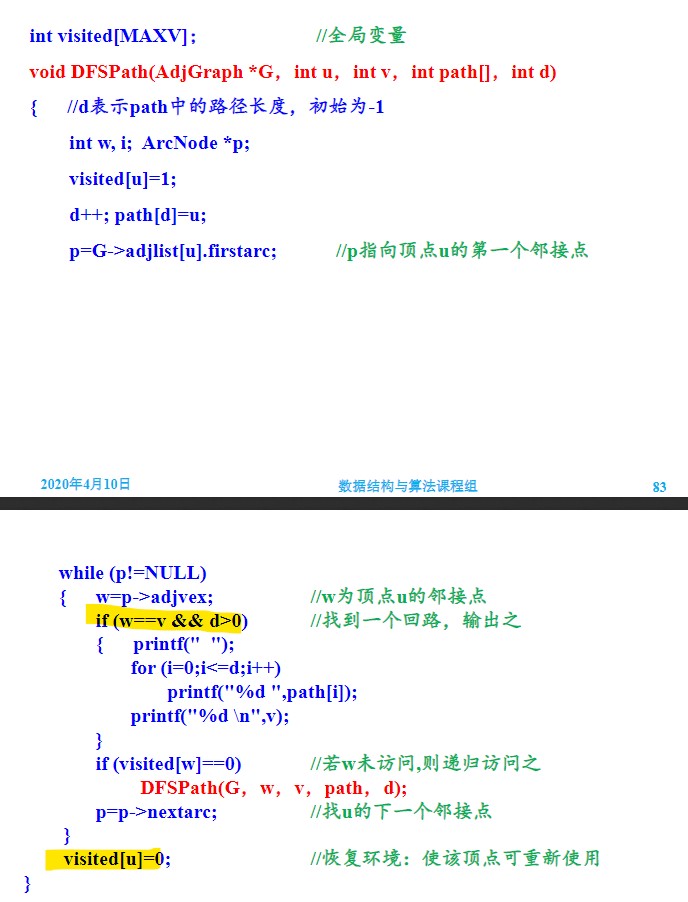 int visited[MAXV]; //全局变量
void DFSPath(AdjGraph *G，int u，int v，int path[]，int d)
{ //d表示path中的路径长度，初始为-1
int w, i; ArcNode *p;
visited[u]=1;
d++; path[d]=u;
p=G->adjlist[u].firstarc; //p指向顶点u的第一个邻接点
2020年4月10日 数据结构与算法课程组 83
while (p!=NULL)
{ w=p->adjvex; //w为顶点u的邻接点
if (w==v && d>0) //找到一个回路，输出之
{ printf("  ");
for (i=0;i<=d;i++)
printf("%d ",path[i]);
printf("%d \n",v);
}
if (visited[w]==0) //若w未访问,则递归访问之
DFSPath(G，w，v，path，d);
p=p->nextarc; //找u的下一个邻接点
}
visited[u]=0; //恢复环境：使该顶点可重新使用
}